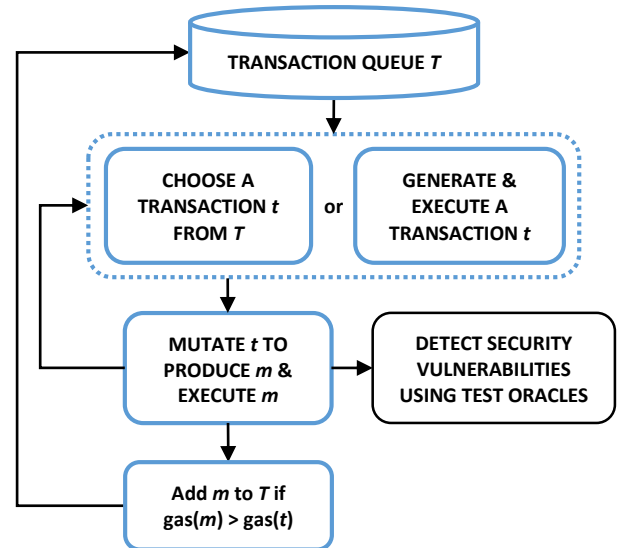 TRANSACTION QUEUE T
CHOOSE A
TRANSACTION t
FROM T
or
GENERATE &
EXECUTE A
TRANSACTION t
MUTATE t TO
PRODUCE m &
EXECUTE m
DETECT SECURITY
VULNERABILITIES
USING TEST ORACLES
Add m to T if
gas(m) > gas(t)